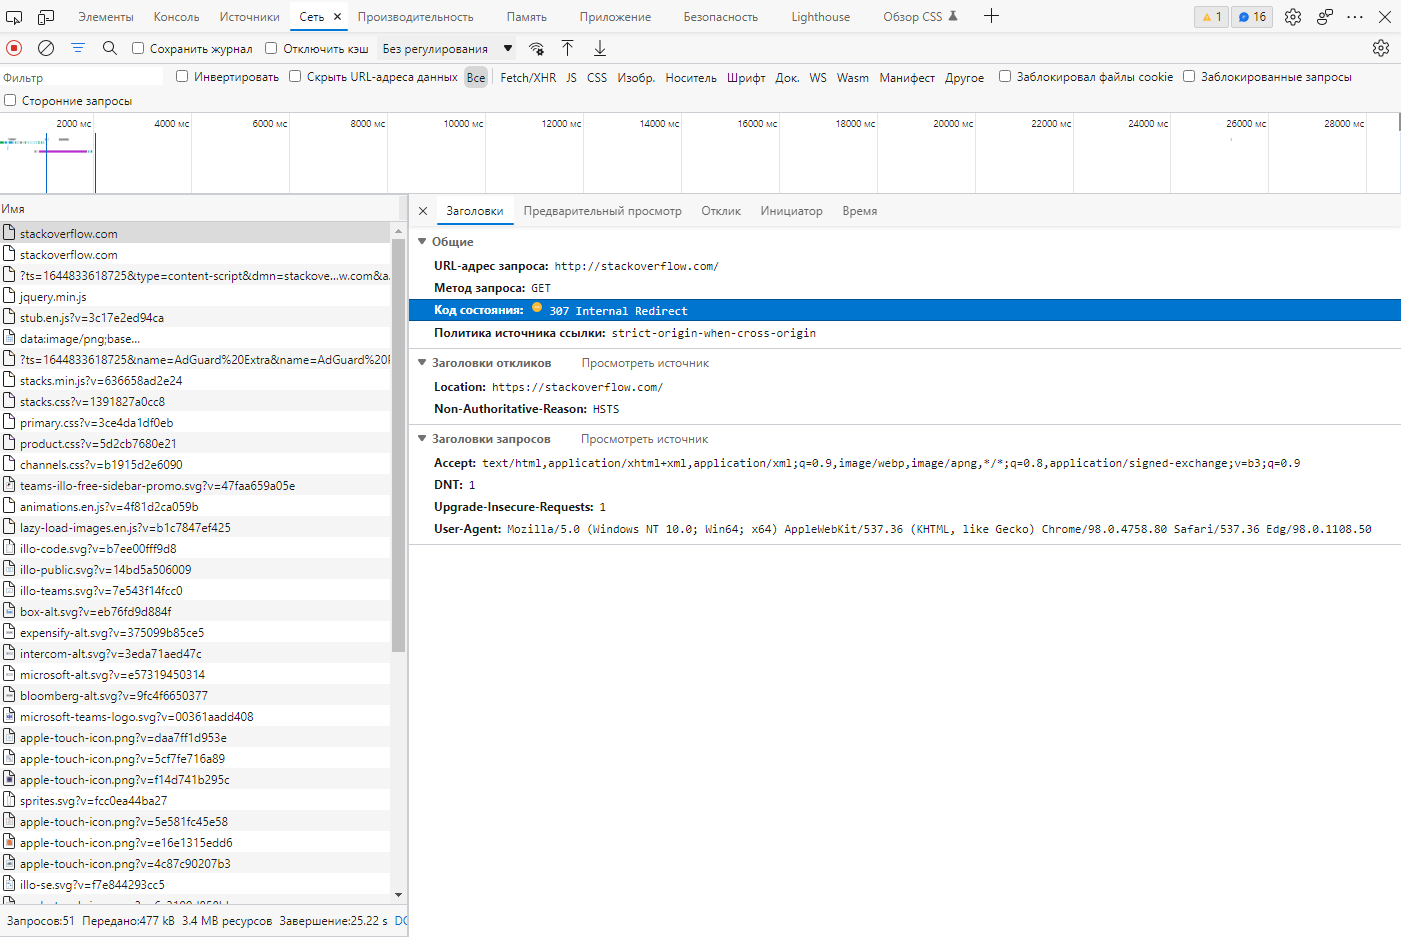 Элементы Консоль Источники Сеть Производительность Память Приложение Безопасность Lighthouse Обзор CSS 1 16
Сохранить журнал Отключить кэш Без регулирования
Фильтр Инвертировать Скрыть URL-адреса данных Все Fetch/XHR JS CSS Изобр. Носитель Шрифт Док. WS Wasm Манифест Другое Заблокировал файлы cookie Заблокированные запросы
Сторонние запросы
2000 мс 4000 мс 6000 мс 8000 мс 10000 мс 12000 мс 14000 мс 16000 мс 18000 мс 20000 мс 22000 мс 24000 мс 26000 мс 28000 мс
Имя
stackoverflow.com
stackoverflow.com
?ts=1644833618725&type=content-script&dmn=stackove...w.com&a.
jquery.min.js
stub.en.js?v=3c17e2ed94ca
data:image/png;base...
?ts=1644833618725&name=AdGuard%20Extra&name=AdGuard%20
stacks.min.js?v=636658ad2e24
stacks.css?v=1391827a0cc8
primary.css?v=3ce4da1df0eb
product.css?v=5d2cb7680e21
channels.css?v=b1915d2e6090
teams-illo-free-sidebar-promo.svg?v=47faa659a05e
animations.en.js?v=4f81d2ca059b
lazy-load-images.en.js?v=b1c7847ef425
illo-code.svg?v=b7ee00fff9d8
illo-public.svg?v=14bd5a506009
illo-teams.svg?v=7e543f14fcc0
box-alt.svg?v=eb76fd9d884f
expensify-alt.svg?v=375099b85ce5
intercom-alt.svg?v=3eda71aed47c
microsoft-alt.svg?v=e57319450314
bloomberg-alt.svg?v=9fc4f6650377
microsoft-teams-logo.svg?v=00361aadd408
apple-touch-icon.png?v=daa7ff1d953e
apple-touch-icon.png?v=5cf7fe716a89
apple-touch-icon.png?v=f14d741b295c
sprites.svg?v=fcc0ea44ba27
apple-touch-icon.png?v=5e581fc45e58
apple-touch-icon.png?v=e16e1315edd6
apple-touch-icon.png?v=4c87c90207b3
illo-se.svg?v=f7e844293cc5
Запросов:51 Передано:477 kB 3.4 MB ресурсов Завершение:25.22 s
Заголовки Предварительный просмотр Отклик Инициатор Время
Общие
URL-адрес запроса: http://stackoverflow.com/
Метод запроса: GET
Код состояния: 307 Internal Redirect
Политика источника ссылки: strict-origin-when-cross-origin
Заголовки откликов Просмотреть источник
Location: https://stackoverflow.com/
Non-Authoritative-Reason: HSTS
Заголовки запросов Просмотреть источник
Accept: text/html,application/xhtml+xml,application/xml;q=0.9,image/webp,image/apng,*/*;q=0.8,application/signed-exchange;v=b3;q=0.9
DNT: 1
Upgrade-Insecure-Requests: 1
User-Agent: Mozilla/5.0 (Windows NT 10.0; Win64; x64) AppleWebKit/537.36 (KHTML, like Gecko) Chrome/98.0.4758.80 Safari/537.36 Edg/98.0.1108.50